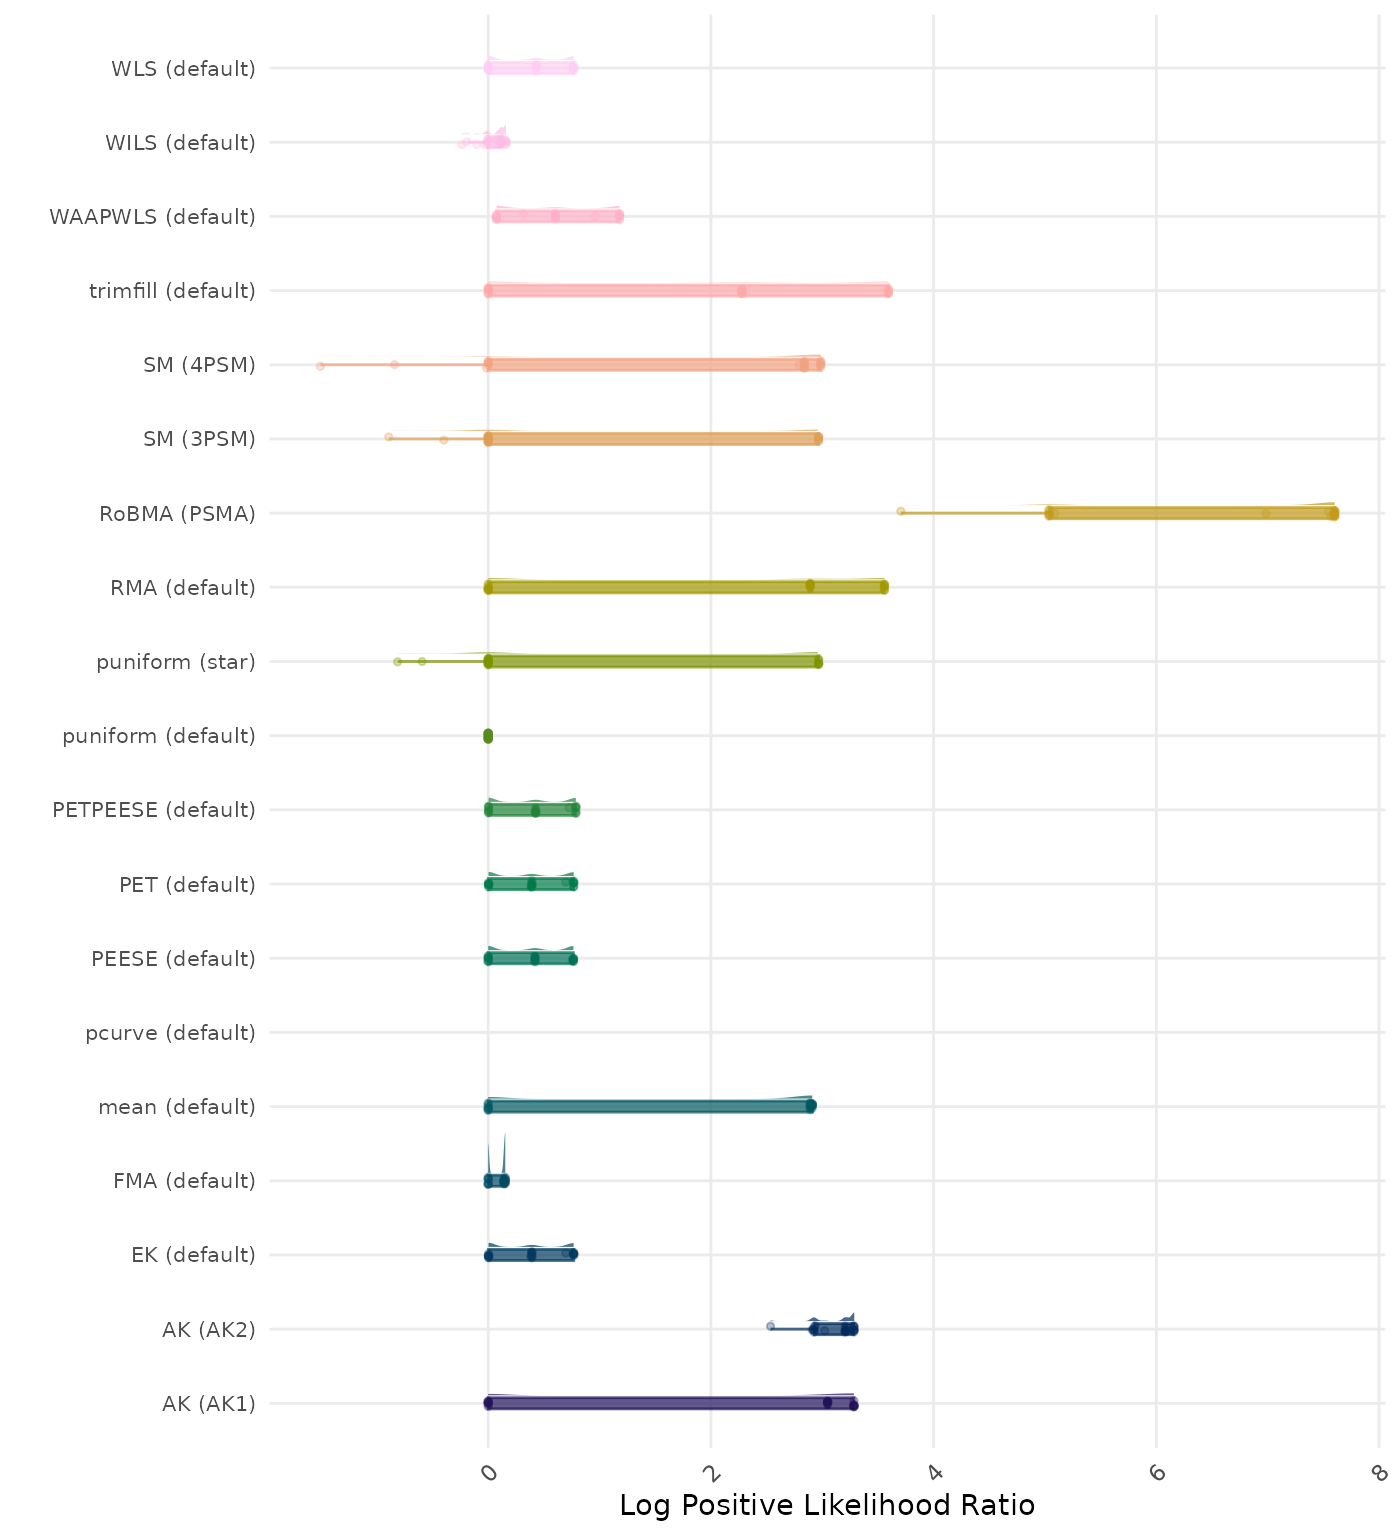 WLS (default)
WILS (default)
WAAPWLS (default)
trimfill (default)
SM (4PSM)
SM (3PSM)
RoBMA (PSMA)
RMA (default)
puniform (star)
puniform (default)
PETPEESE (default)
PET (default)
PEESE (default)
pcurve (default)
mean (default)
FMA (default)
EK (default)
AK (AK2)
AK (AK1)
0 2 4 6 8
Log Positive Likelihood Ratio